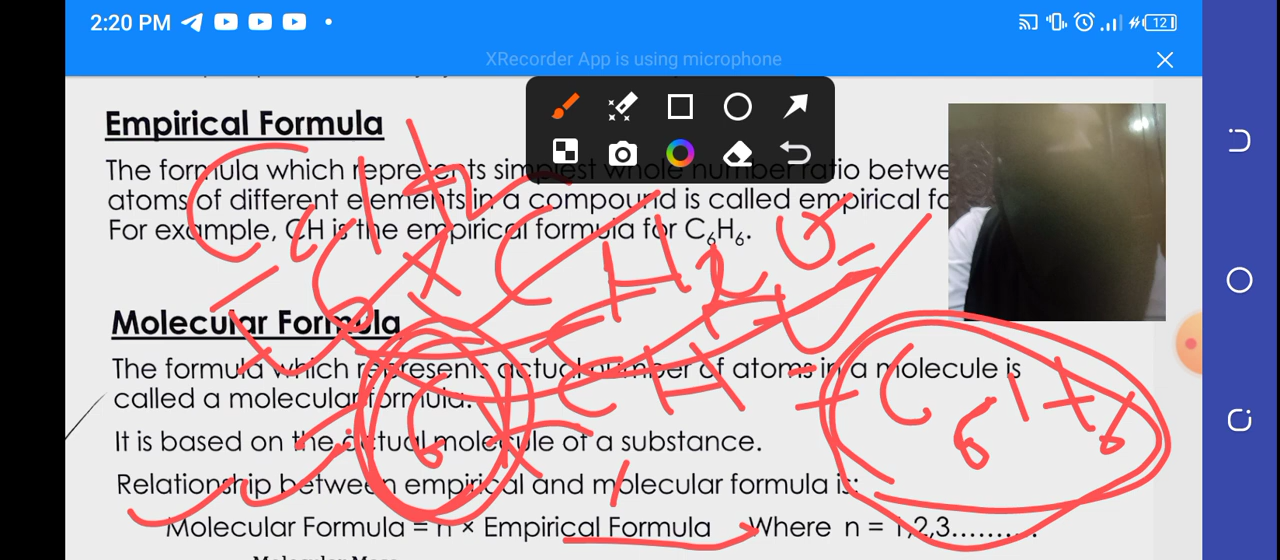 2:20 PM
12
XRecorder App is using microphone
Empirical Formula
The formula which represents simplest whole number ratio betwe
atoms of different elements in a compound is called empirical fo
For example, CH is the empirical formula for C₆H₆.
Molecular Formula
The formula which represents actual number of atoms in a molecule is
called a molecular formula.
It is based on the actual molecule of a substance.
Relationship between empirical and molecular formula is:
Molecular Formula = n × Empirical Formula Where n = 1,2,3..........
CH₂O
6 × CH = C₆H₆